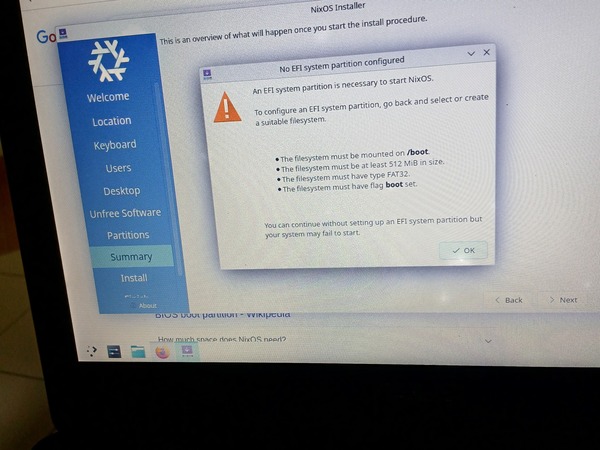 NixOS Installer
Go
This is an overview of what will happen once you start the install procedure.
Welcome
Location
Keyboard
Users
Desktop
Unfree Software
Partitions
Summary
Install
About
No EFI system partition configured
An EFI system partition is necessary to start NixOS.
To configure an EFI system partition, go back and select or create
a suitable filesystem.
• The filesystem must be mounted on /boot.
• The filesystem must be at least 512 MiB in size.
• The filesystem must have type FAT32.
• The filesystem must have flag boot set.
You can continue without setting up an EFI system partition but
your system may fail to start.
OK
Back
Next
BIOS boot partition - Wikipedia
How much space does NixOS need?